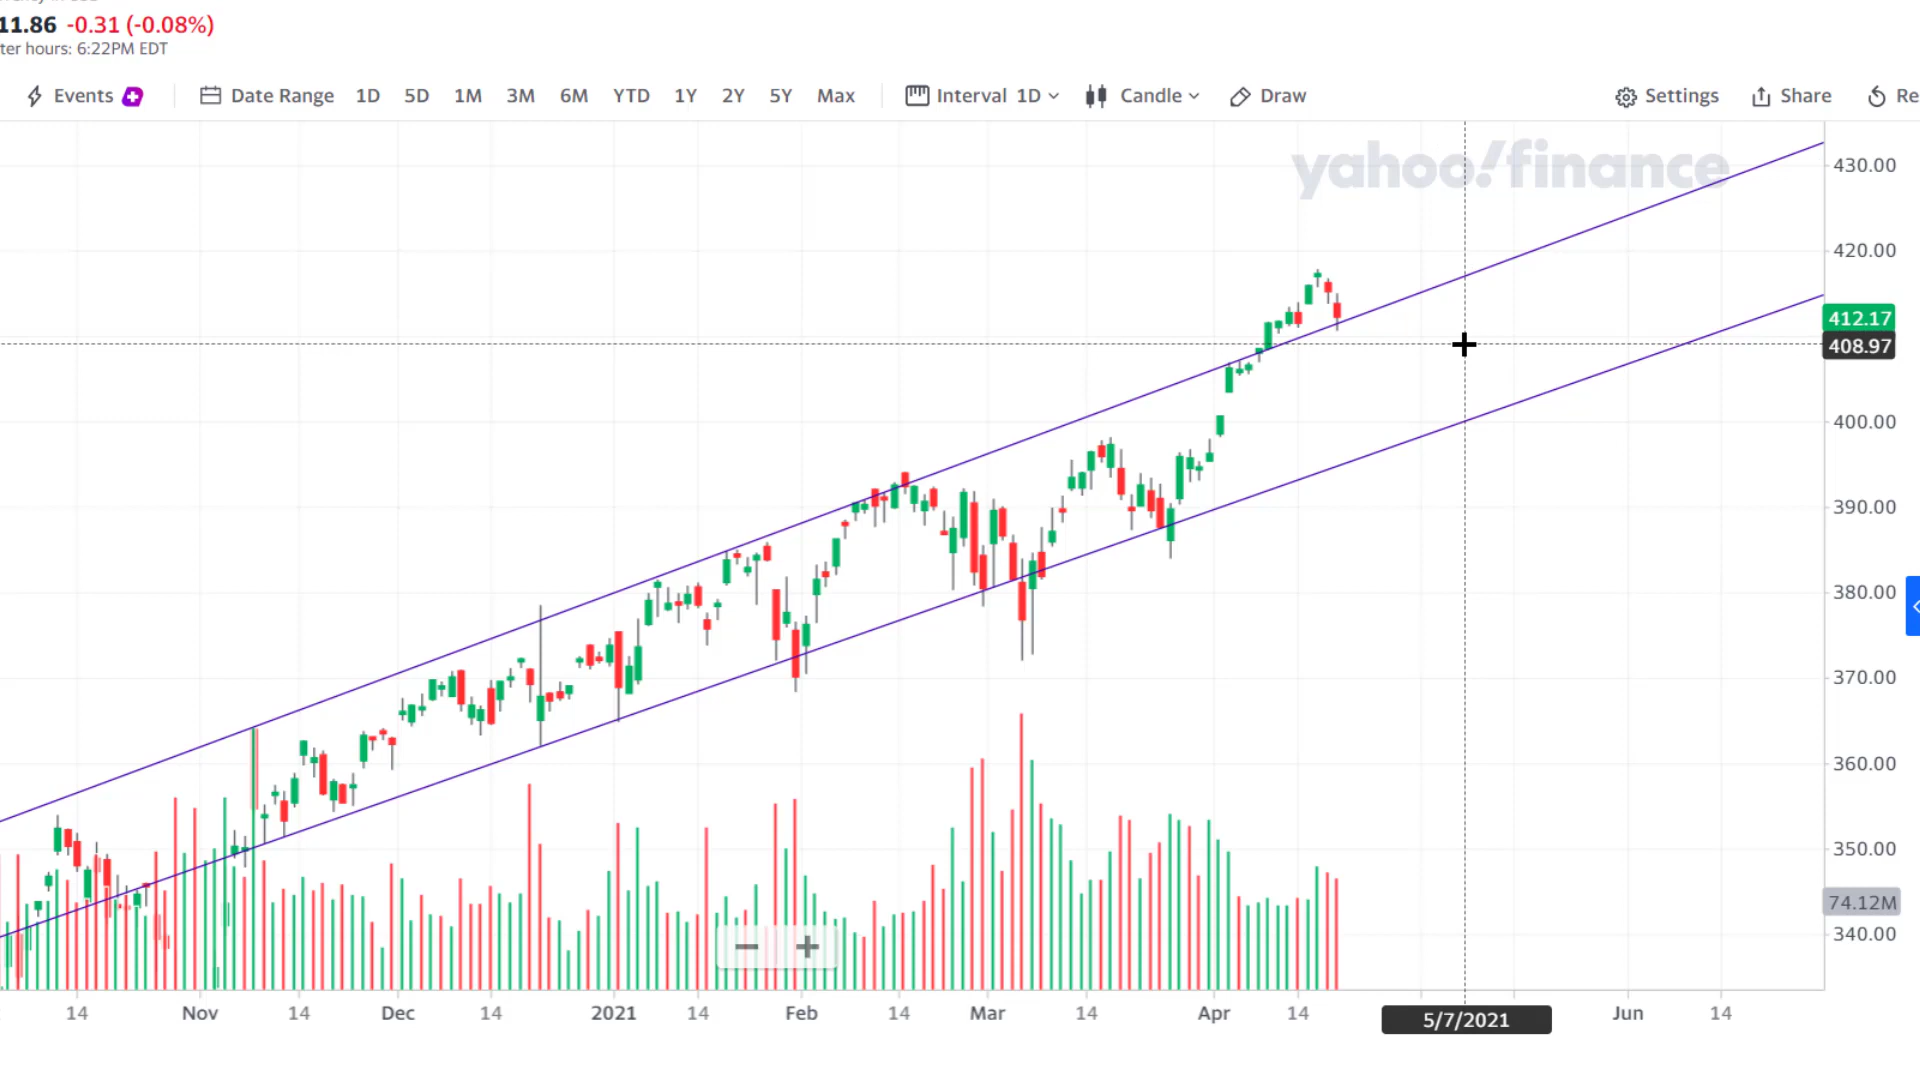 11.86 -0.31 (-0.08%)
ter hours: 6:22PM EDT
Events Date Range 1D 5D 1M 3M 6M YTD 1Y 2Y 5Y Max Interval 1D Candle Draw Settings Share Re
yahoo!finance
430.00
420.00
412.17
408.97
400.00
390.00
380.00
370.00
360.00
350.00
74.12M
340.00
14 Nov 14 Dec 14 2021 14 Feb 14 Mar 14 Apr 14 5/7/2021 Jun 14